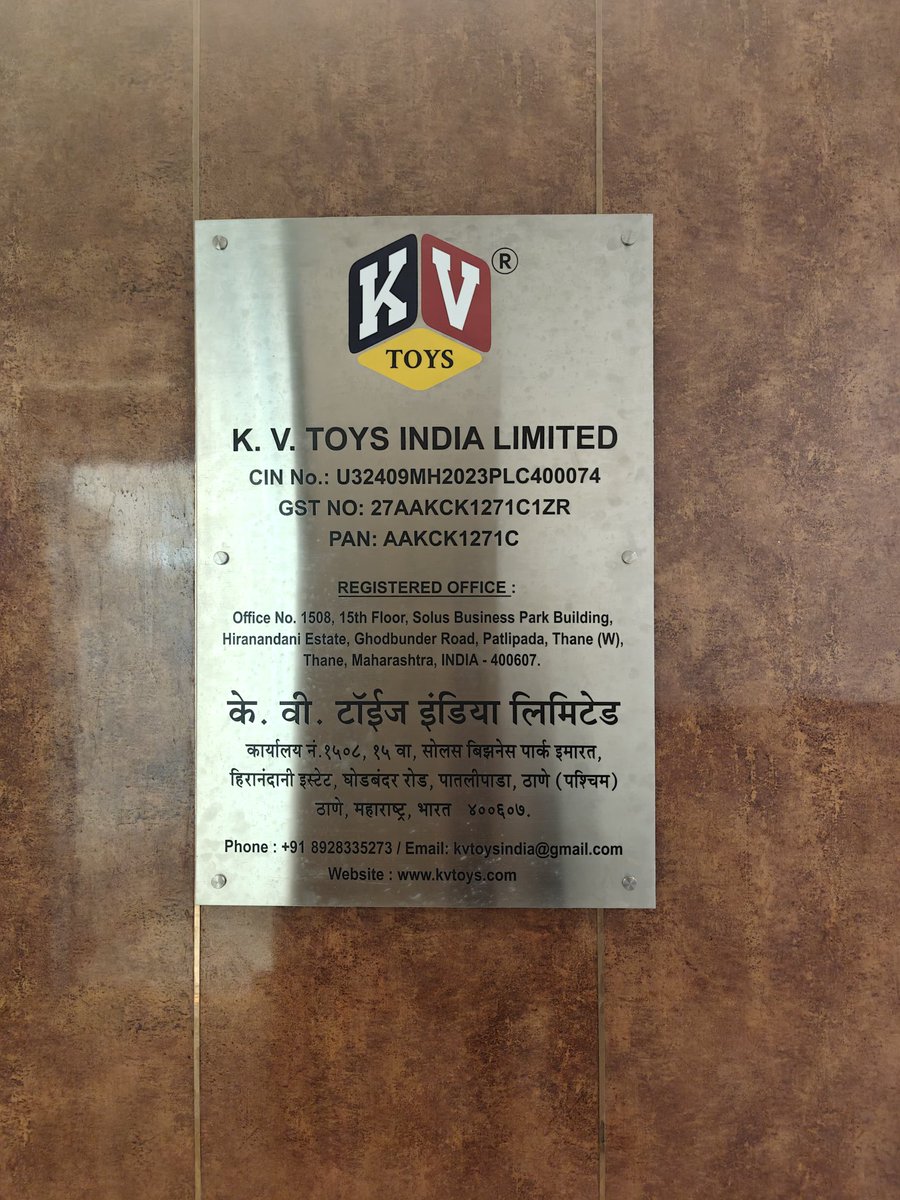 K V ®
TOYS
K. V. TOYS INDIA LIMITED
CIN No.: U32409MH2023PLC400074
GST NO: 27AAKCK1271C1ZR
PAN: AAKCK1271C
REGISTERED OFFICE :
Office No. 1508, 15th Floor, Solus Business Park Building,
Hiranandani Estate, Ghodbunder Road, Patlipada, Thane (W),
Thane, Maharashtra, INDIA - 400607.
के. वी. टॉईज इंडिया लिमिटेड
कार्यालय नं.१५०८, १५ वा, सोलस बिझनेस पार्क इमारत,
हिरानंदानी इस्टेट, घोडबंदर रोड, पातलीपाडा, ठाणे (पश्चिम)
ठाणे, महाराष्ट्र, भारत ४००६०७.
Phone : +91 8928335273 / Email: kvtoysindia@gmail.com
Website : www.kvtoys.com